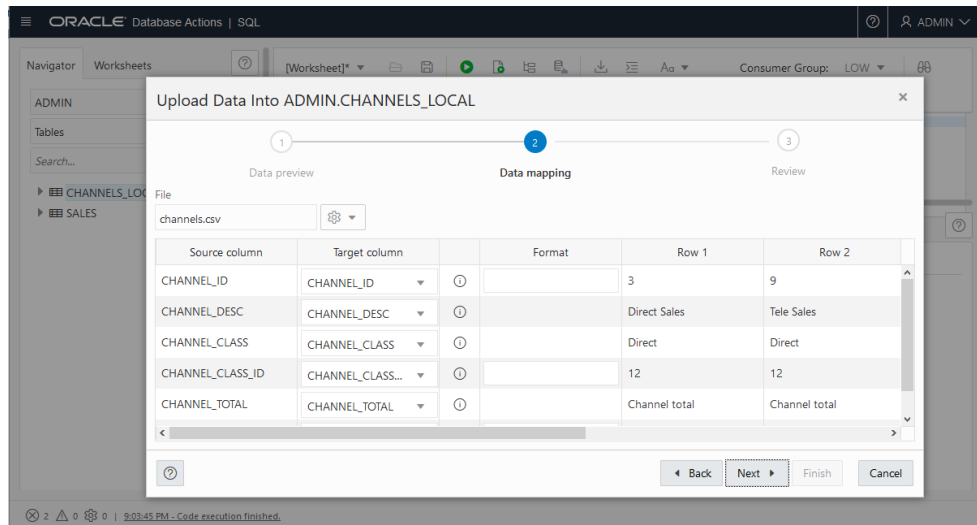 ORACLE Database Actions | SQL
ADMIN
Navigator Worksheets
[Worksheet]* Aa Consumer Group: LOW
ADMIN
Tables
Search...
CHANNELS_LOC
SALES
Upload Data Into ADMIN.CHANNELS_LOCAL
1 2 3
Data preview Data mapping Review
File
channels.csv
Source column Target column Format Row 1 Row 2
CHANNEL_ID CHANNEL_ID 3 9
CHANNEL_DESC CHANNEL_DESC Direct Sales Tele Sales
CHANNEL_CLASS CHANNEL_CLASS Direct Direct
CHANNEL_CLASS_ID CHANNEL_CLASS... 12 12
CHANNEL_TOTAL CHANNEL_TOTAL Channel total Channel total
Back Next Finish Cancel
2 0 0 | 9:03:45 PM - Code execution finished.